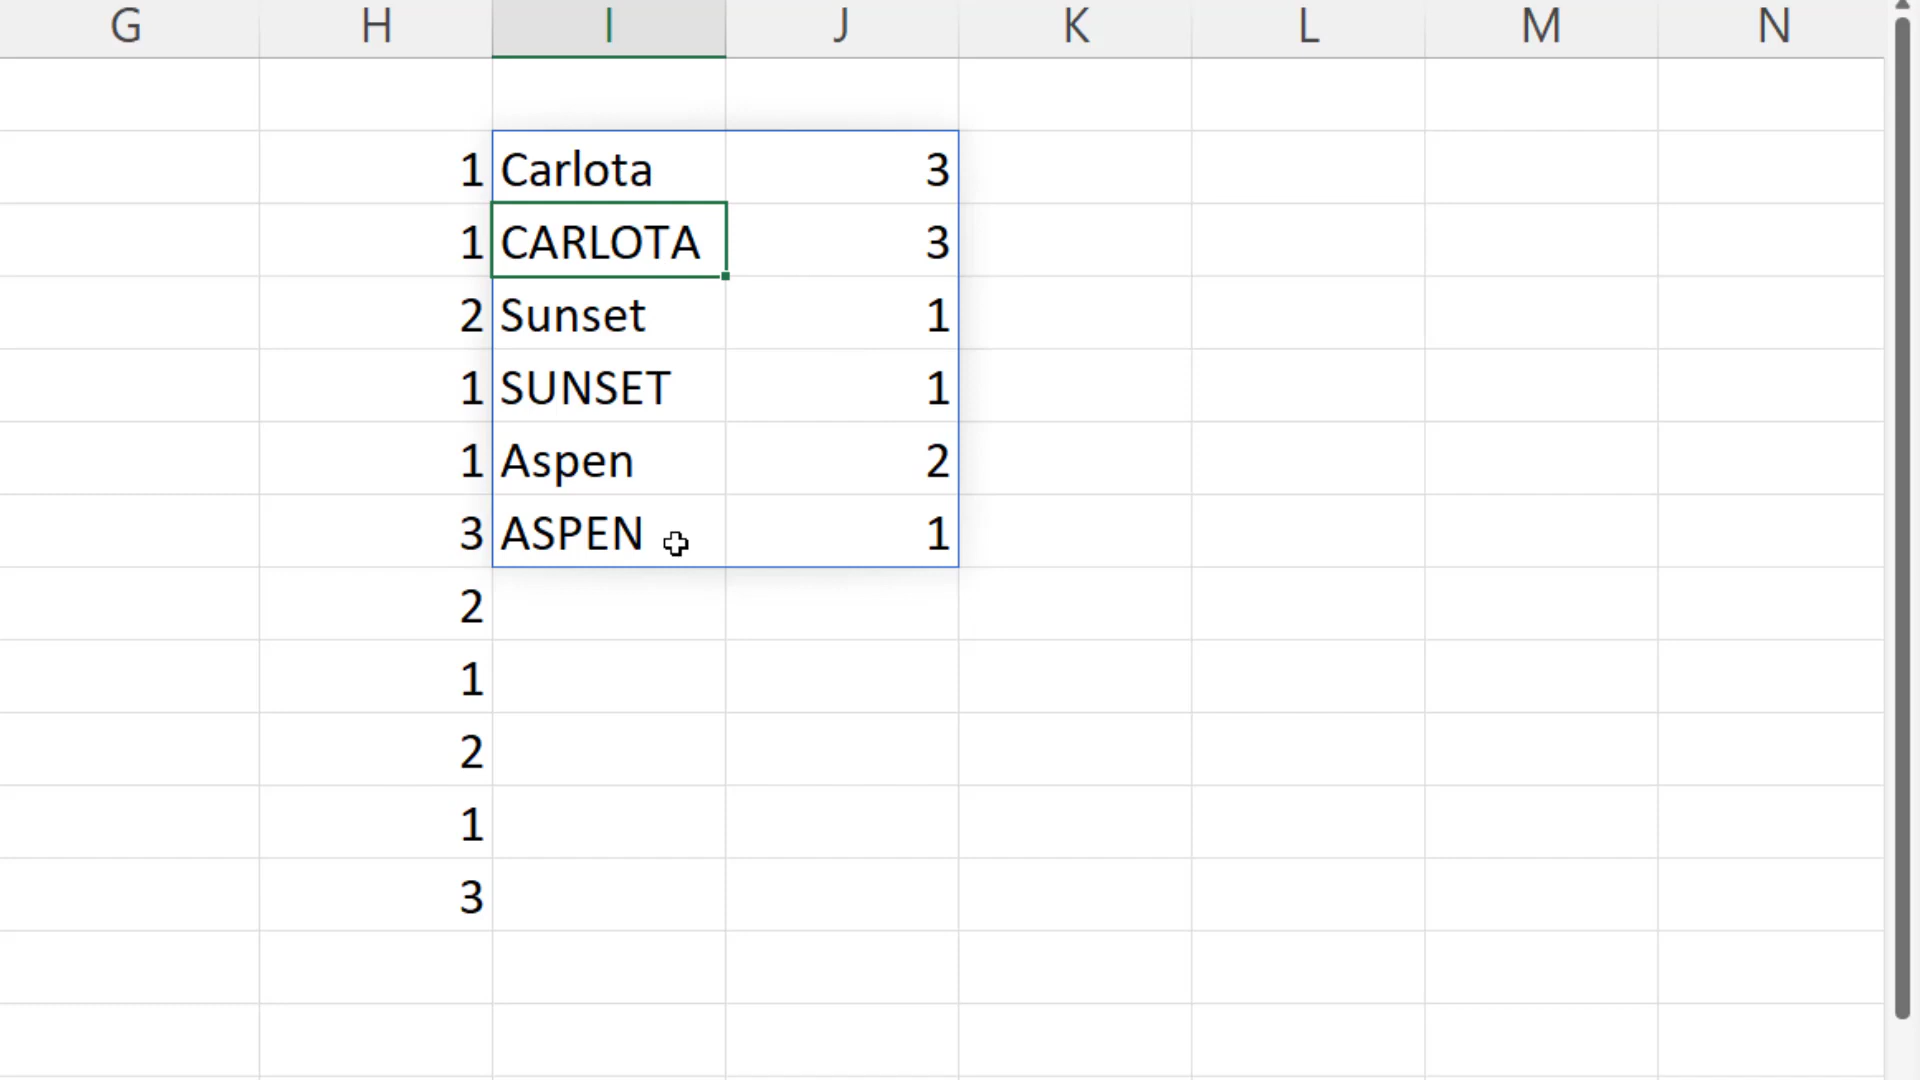 G H I J K L M N
1 Carlota 3
1 CARLOTA 3
2 Sunset 1
1 SUNSET 1
1 Aspen 2
3 ASPEN 1
2
1
2
1
3